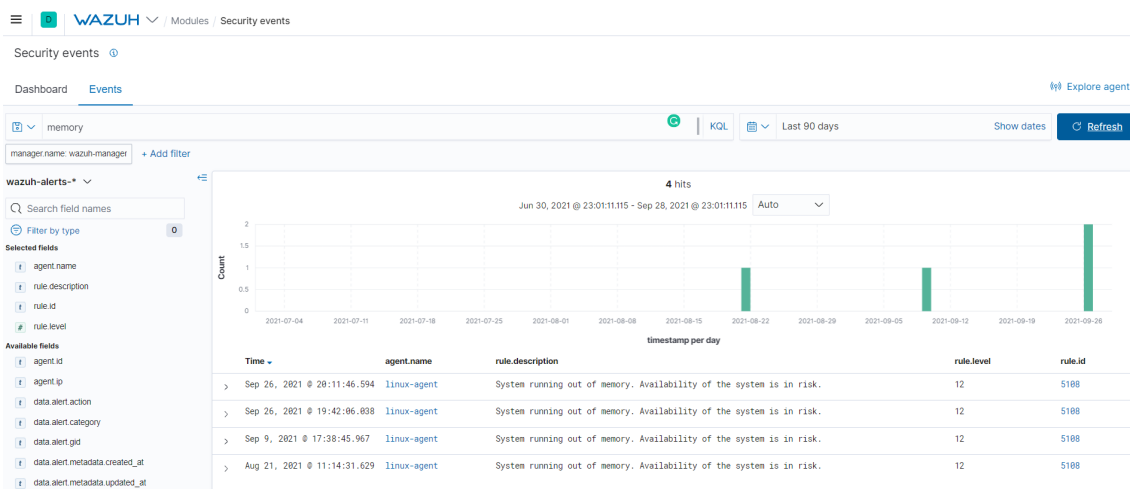 D WAZUH / Modules / Security events
Security events
Dashboard Events Explore agent
memory KQL Last 90 days Show dates Refresh
manager.name: wazuh-manager + Add filter
wazuh-alerts-*
Search field names
Filter by type 0
Selected fields
t agent.name
t rule.description
t rule.id
# rule.level
Available fields
t agent.id
t agent.ip
t data.alert.action
t data.alert.category
t data.alert.gid
t data.alert.metadata.created_at
t data.alert.metadata.updated_at
4 hits
Jun 30, 2021 @ 23:01:11.115 - Sep 28, 2021 @ 23:01:11.115 Auto
Count
2
1.5
1
0.5
0
2021-07-04 2021-07-11 2021-07-18 2021-07-25 2021-08-01 2021-08-08 2021-08-15 2021-08-22 2021-08-29 2021-09-05 2021-09-12 2021-09-19 2021-09-26
timestamp per day
Time agent.name rule.description rule.level rule.id
Sep 26, 2021 @ 20:11:46.594 linux-agent System running out of memory. Availability of the system is in risk. 12 5108
Sep 26, 2021 @ 19:42:06.038 linux-agent System running out of memory. Availability of the system is in risk. 12 5108
Sep 9, 2021 @ 17:38:45.967 linux-agent System running out of memory. Availability of the system is in risk. 12 5108
Aug 21, 2021 @ 11:14:31.629 linux-agent System running out of memory. Availability of the system is in risk. 12 5108